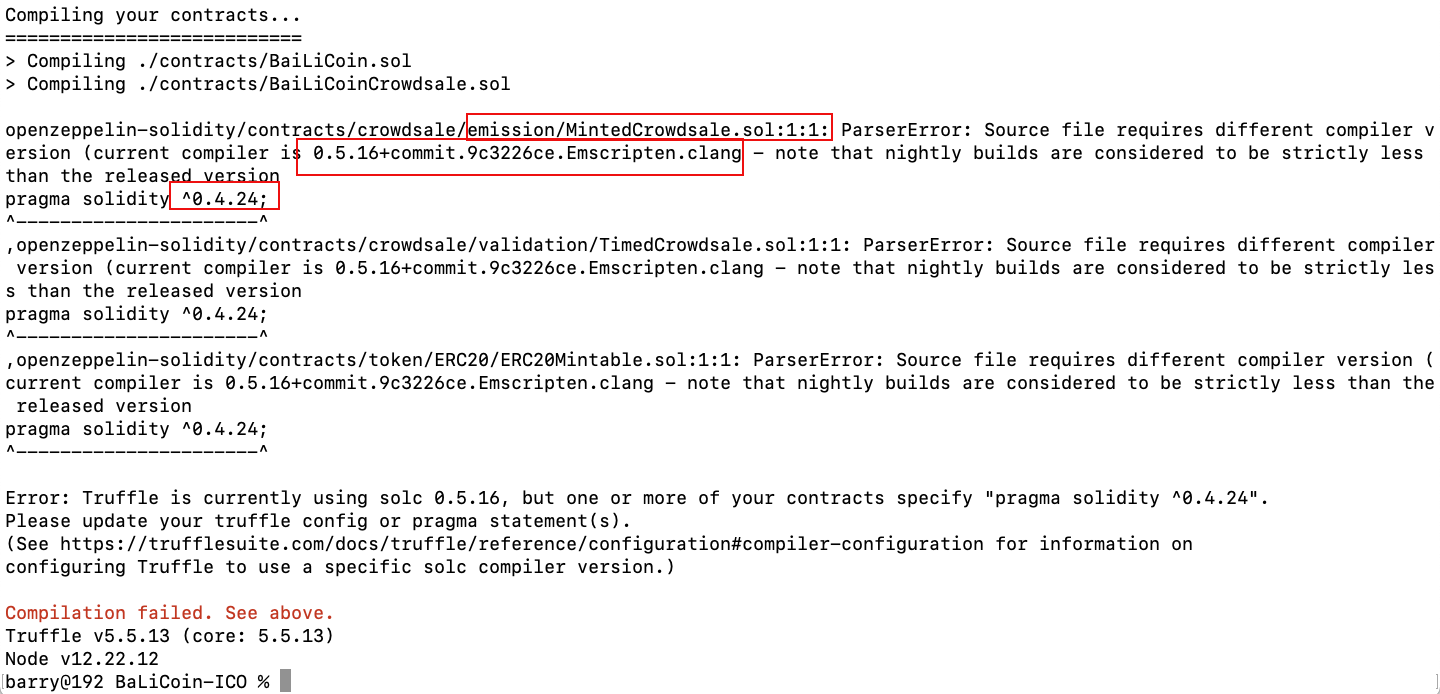 Compiling your contracts...
===========================
> Compiling ./contracts/BaiLiCoin.sol
> Compiling ./contracts/BaiLiCoinCrowdsale.sol
openzeppelin-solidity/contracts/crowdsale/emission/MintedCrowdsale.sol:1:1: ParserError: Source file requires different compiler v
ersion (current compiler is 0.5.16+commit.9c3226ce.Emscripten.clang - note that nightly builds are considered to be strictly less
than the released version
pragma solidity ^0.4.24;
^----------------------^
,openzeppelin-solidity/contracts/crowdsale/validation/TimedCrowdsale.sol:1:1: ParserError: Source file requires different compiler
 version (current compiler is 0.5.16+commit.9c3226ce.Emscripten.clang - note that nightly builds are considered to be strictly les
s than the released version
pragma solidity ^0.4.24;
^----------------------^
,openzeppelin-solidity/contracts/token/ERC20/ERC20Mintable.sol:1:1: ParserError: Source file requires different compiler version (
current compiler is 0.5.16+commit.9c3226ce.Emscripten.clang - note that nightly builds are considered to be strictly less than the
 released version
pragma solidity ^0.4.24;
^----------------------^
Error: Truffle is currently using solc 0.5.16, but one or more of your contracts specify "pragma solidity ^0.4.24".
Please update your truffle config or pragma statement(s).
(See https://trufflesuite.com/docs/truffle/reference/configuration#compiler-configuration for information on
configuring Truffle to use a specific solc compiler version.)
Compilation failed. See above.
Truffle v5.5.13 (core: 5.5.13)
Node v12.22.12
barry@192 BaLiCoin-ICO %